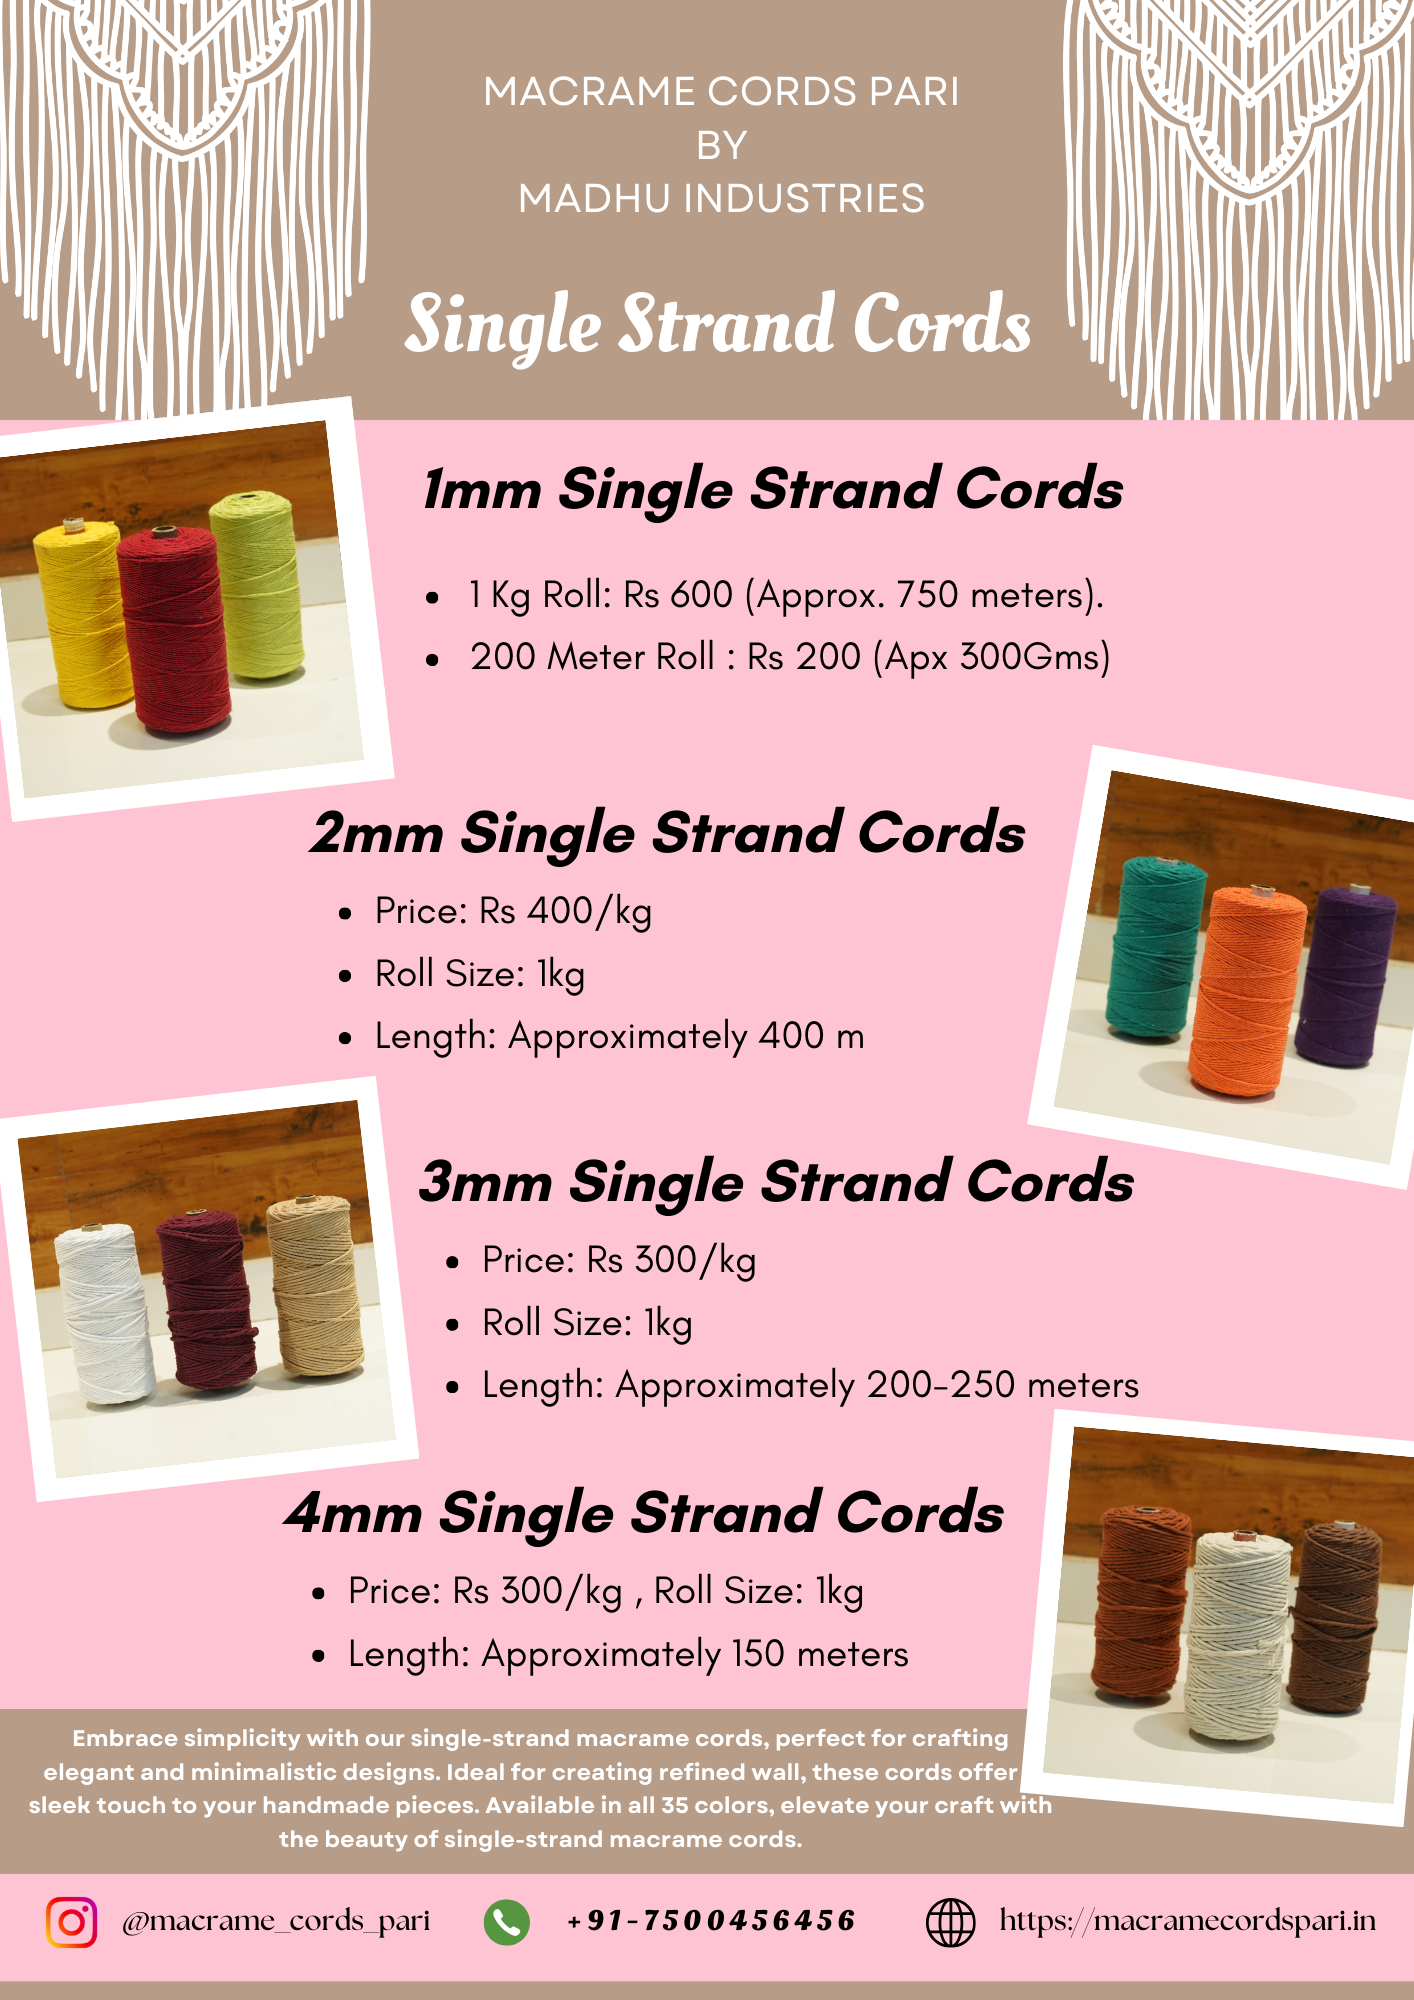 MACRAME CORDS PARI
BY
MADHU INDUSTRIES
Single Strand Cords
1mm Single Strand Cords
• 1 Kg Roll: Rs 600 (Approx. 750 meters).
• 200 Meter Roll : Rs 200 (Apx 300Gms)
2mm Single Strand Cords
• Price: Rs 400/kg
• Roll Size: 1kg
• Length: Approximately 400 m
3mm Single Strand Cords
• Price: Rs 300/kg
• Roll Size: 1kg
• Length: Approximately 200-250 meters
4mm Single Strand Cords
• Price: Rs 300/kg , Roll Size: 1kg
• Length: Approximately 150 meters
Embrace simplicity with our single-strand macrame cords, perfect for crafting
elegant and minimalistic designs. Ideal for creating refined wall, these cords offer
sleek touch to your handmade pieces. Available in all 35 colors, elevate your craft with
the beauty of single-strand macrame cords.
@macrame_cords_pari
+91-7500456456
https://macramecordspari.in